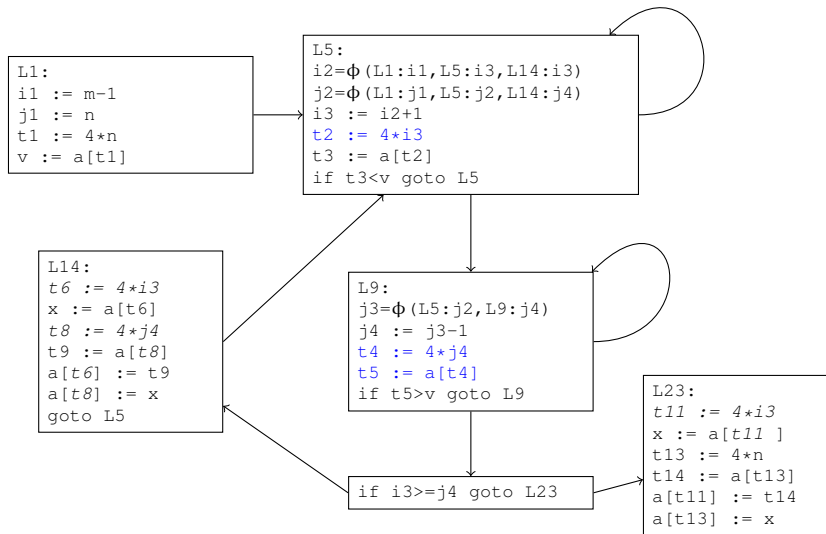 L1:
i1 := m-1
j1 := n
t1 := 4*n
v := a[t1]
L5:
i2=ϕ(L1:i1,L5:i3,L14:i3)
j2=ϕ(L1:j1,L5:j2,L14:j4)
i3 := i2+1
t2 := 4*i3
t3 := a[t2]
if t3<v goto L5
L14:
t6 := 4*i3
x := a[t6]
t8 := 4*j4
t9 := a[t8]
a[t6] := t9
a[t8] := x
goto L5
L9:
j3=ϕ(L5:j2,L9:j4)
j4 := j3-1
t4 := 4*j4
t5 := a[t4]
if t5>v goto L9
if i3>=j4 goto L23
L23:
t11 := 4*i3
x := a[t11 ]
t13 := 4*n
t14 := a[t13]
a[t11] := t14
a[t13] := x